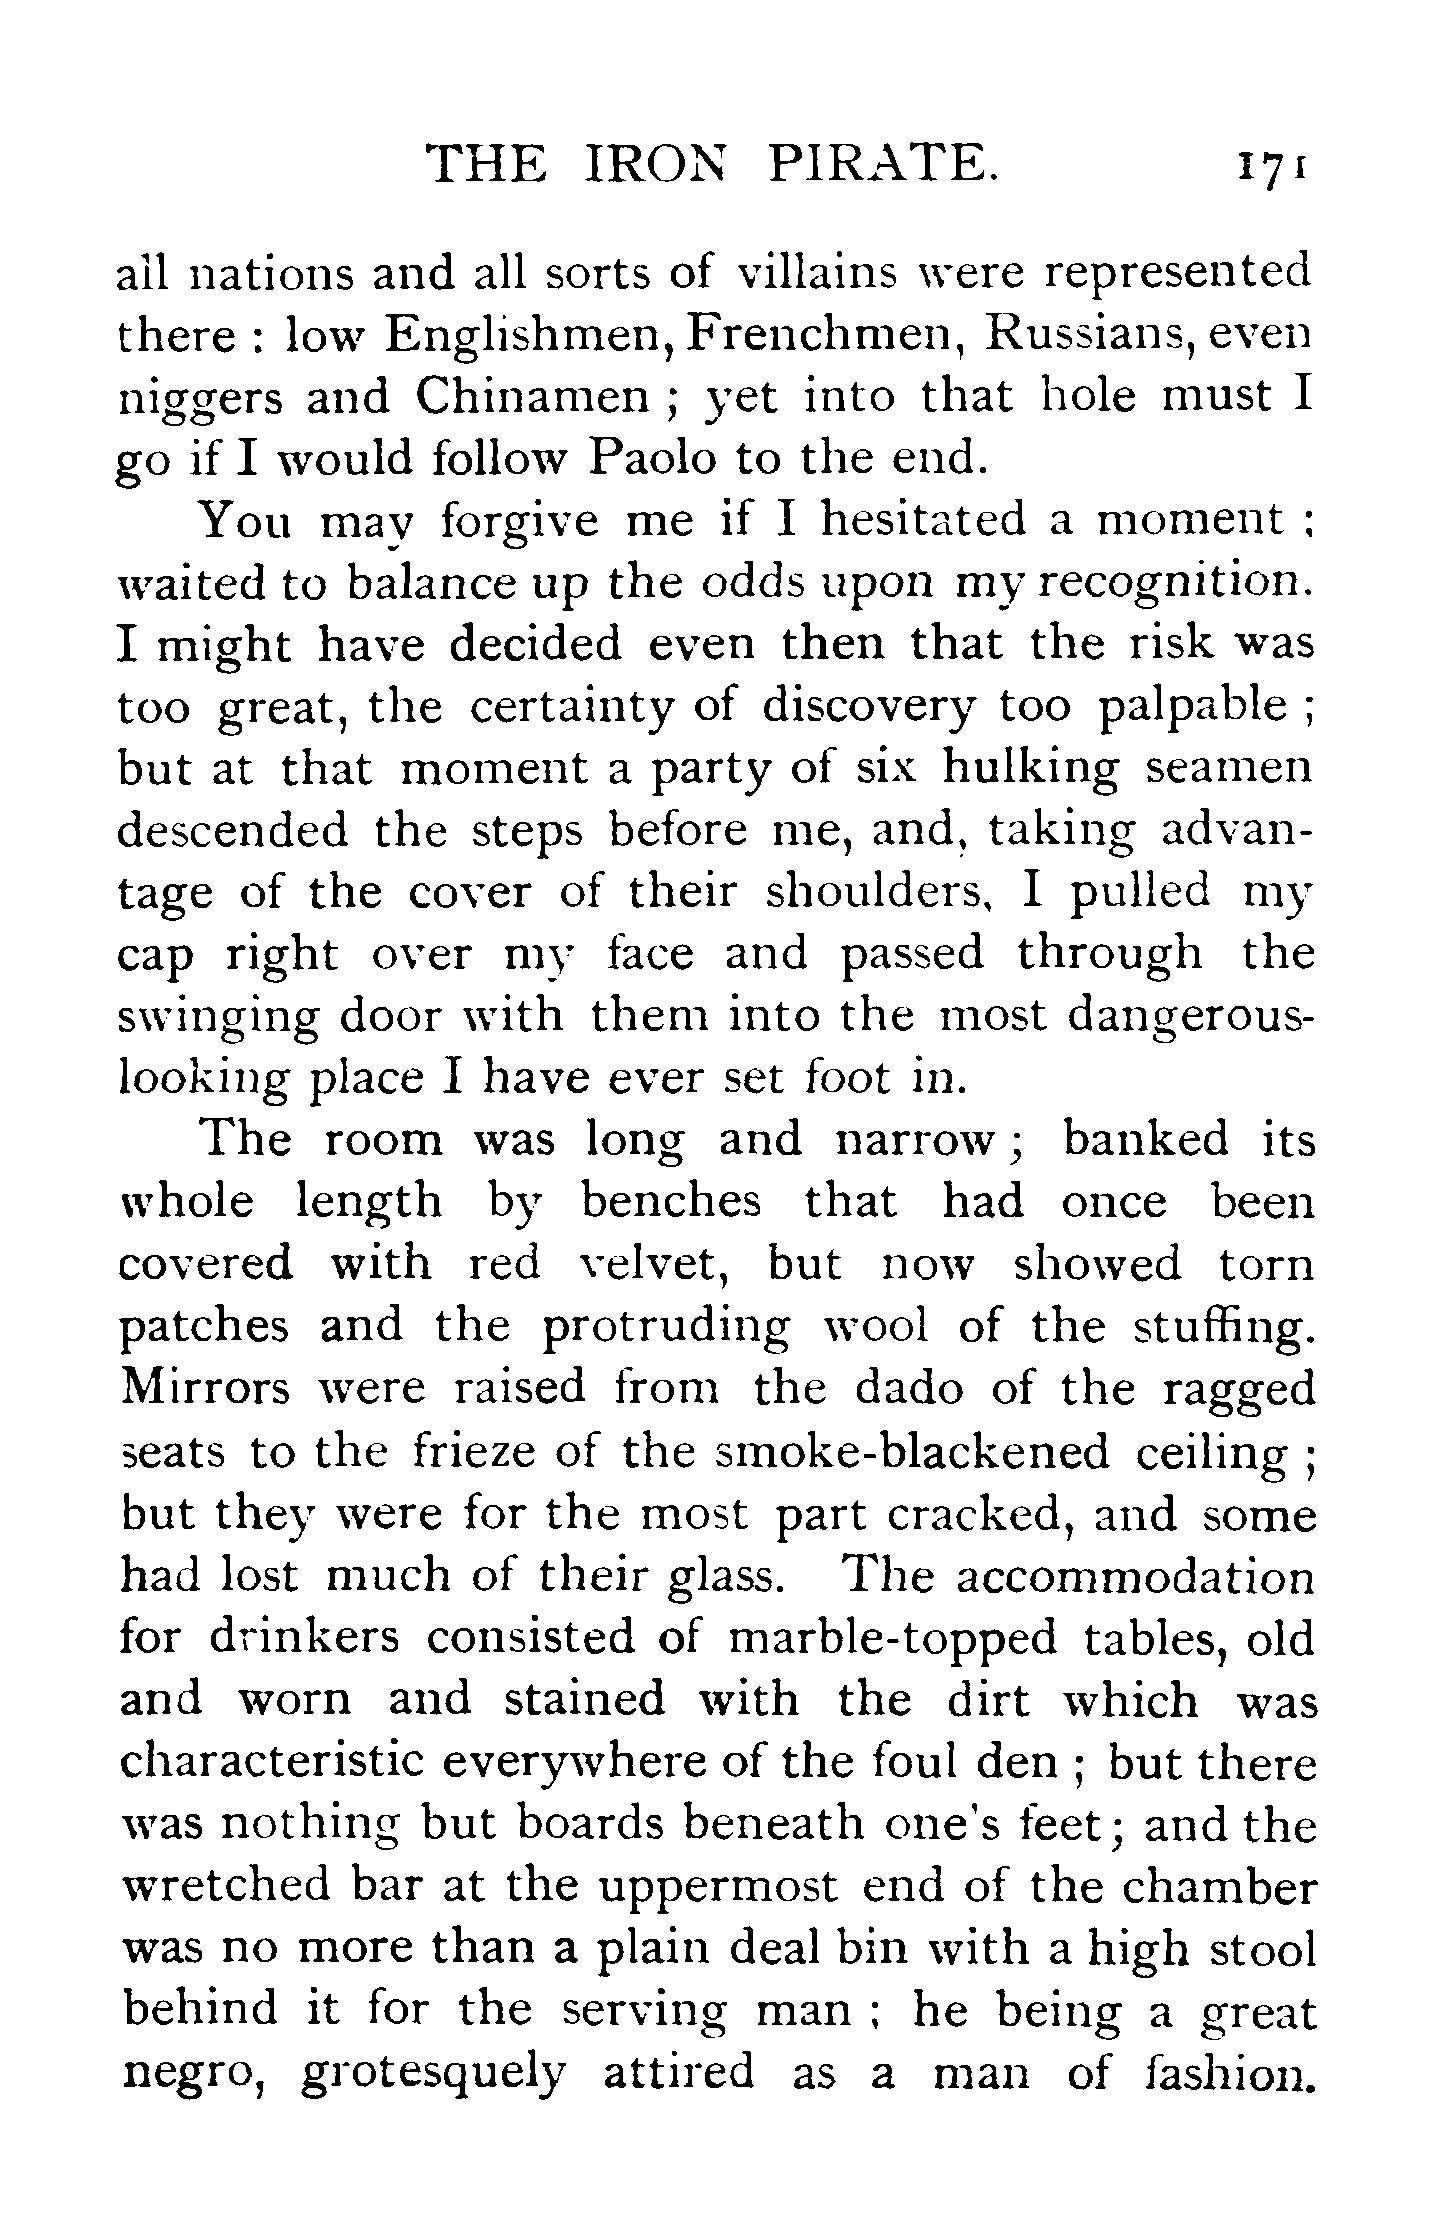 THE IRON PIRATE. 171
all nations and all sorts of villains were represented
there : low Englishmen, Frenchmen, Russians, even
niggers and Chinamen ; yet into that hole must I
go if I would follow Paolo to the end.
You may forgive me if I hesitated a moment ;
waited to balance up the odds upon my recognition.
I might have decided even then that the risk was
too great, the certainty of discovery too palpable ;
but at that moment a party of six hulking seamen
descended the steps before me, and, taking advan-
tage of the cover of their shoulders, I pulled my
cap right over my face and passed through the
swinging door with them into the most dangerous-
looking place I have ever set foot in.
The room was long and narrow ; banked its
whole length by benches that had once been
covered with red velvet, but now showed torn
patches and the protruding wool of the stuffing.
Mirrors were raised from the dado of the ragged
seats to the frieze of the smoke-blackened ceiling ;
but they were for the most part cracked, and some
had lost much of their glass. The accommodation
for drinkers consisted of marble-topped tables, old
and worn and stained with the dirt which was
characteristic everywhere of the foul den ; but there
was nothing but boards beneath one's feet ; and the
wretched bar at the uppermost end of the chamber
was no more than a plain deal bin with a high stool
behind it for the serving man ; he being a great
negro, grotesquely attired as a man of fashion.